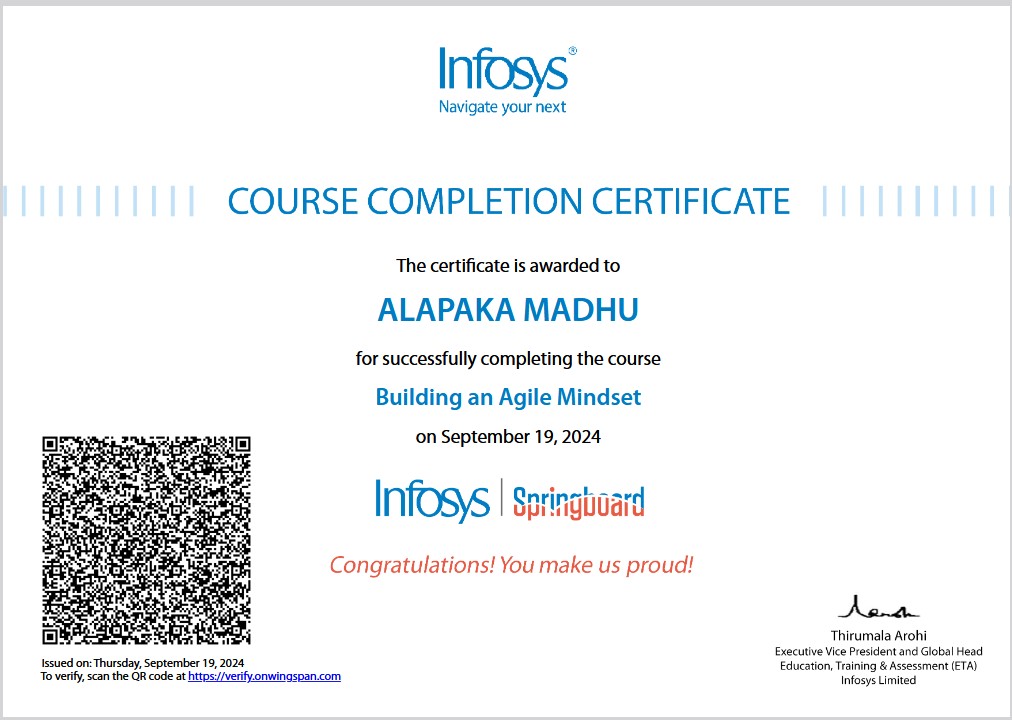 Infosys®
Navigate your next
COURSE COMPLETION CERTIFICATE
The certificate is awarded to
ALAPAKA MADHU
for successfully completing the course
Building an Agile Mindset
on September 19, 2024
Infosys | Springboard
Congratulations! You make us proud!
Issued on: Thursday, September 19, 2024
To verify, scan the QR code at https://verify.onwingspan.com
Thirumala Arohi
Executive Vice President and Global Head
Education, Training & Assessment (ETA)
Infosys Limited